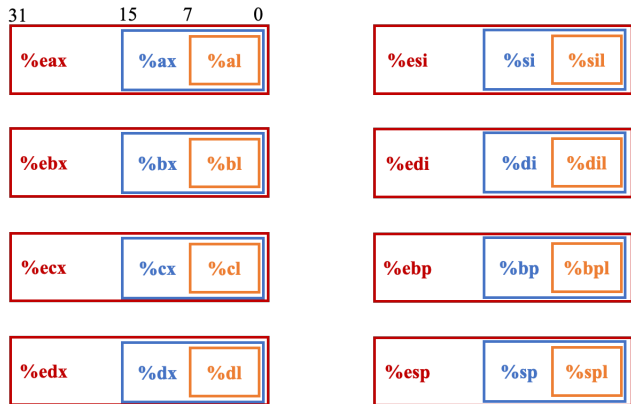 31 15 7 0
%eax %ax %al %esi %si %sil
%ebx %bx %bl %edi %di %dil
%ecx %cx %cl %ebp %bp %bpl
%edx %dx %dl %esp %sp %spl